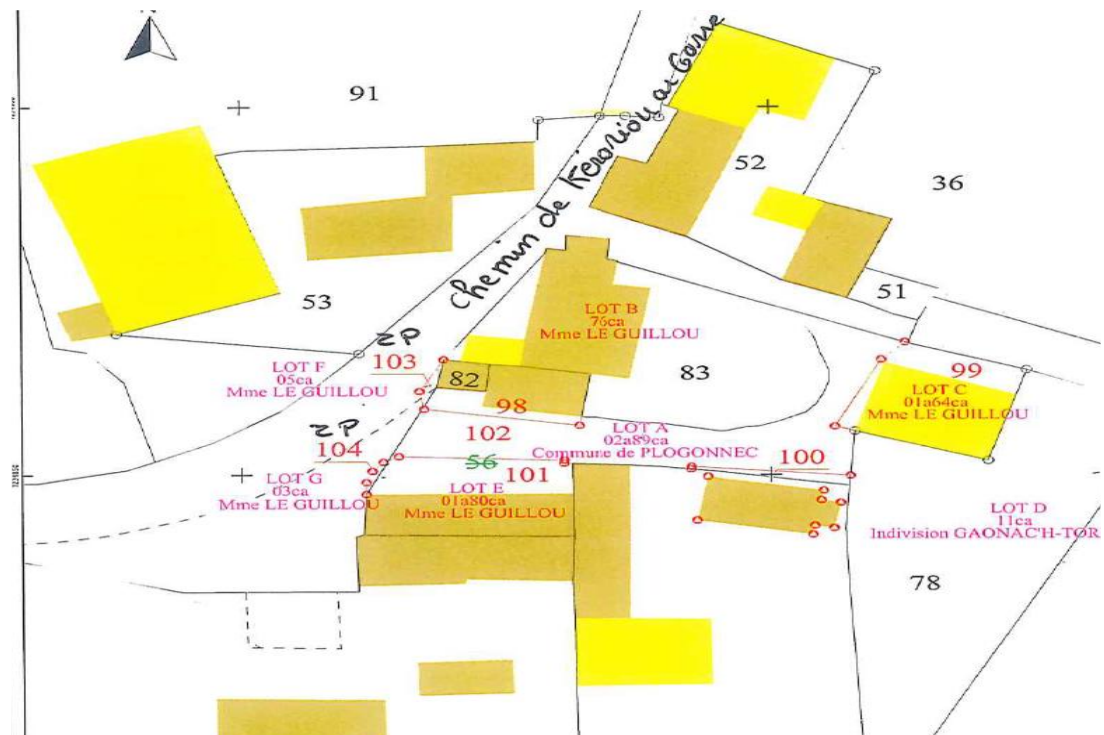 N
91
Chemin de Keroriou ar Goarre
52
36
53
51
LOT B
76ca
Mme LE GUILLOU
ZP
103
LOT F
05ca
Mme LE GUILLOU
82
83
99
LOT C
01a64ca
Mme LE GUILLOU
98
102
LOT A
02a89ca
Commune de PLOGONNEC
ZP
104
56
101
100
LOT G
03ca
Mme LE GUILLOU
LOT E
01a80ca
Mme LE GUILLOU
LOT D
11ca
Indivision GAONAC'H-TOR
78